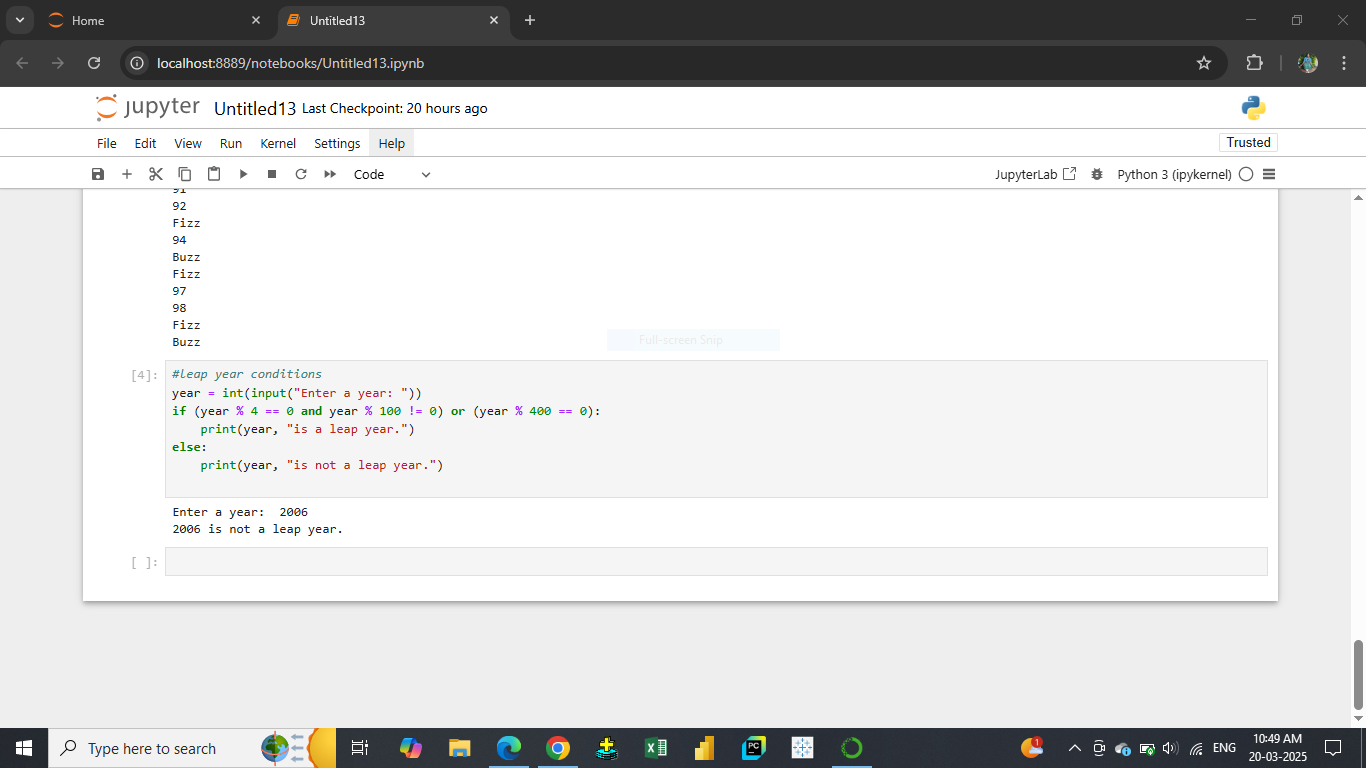 Home
Untitled13
localhost:8889/notebooks/Untitled13.ipynb
jupyter Untitled13 Last Checkpoint: 20 hours ago
File Edit View Run Kernel Settings Help Trusted
Code JupyterLab Python 3 (ipykernel)
91
92
Fizz
94
Buzz
Fizz
97
98
Fizz
Buzz
Full-screen Snip
[4]: #leap year conditions
year = int(input("Enter a year: "))
if (year % 4 == 0 and year % 100 != 0) or (year % 400 == 0):
    print(year, "is a leap year.")
else:
    print(year, "is not a leap year.")
Enter a year:  2006
2006 is not a leap year.
[ ]:
Type here to search
PC
1
ENG
10:49 AM
20-03-2025